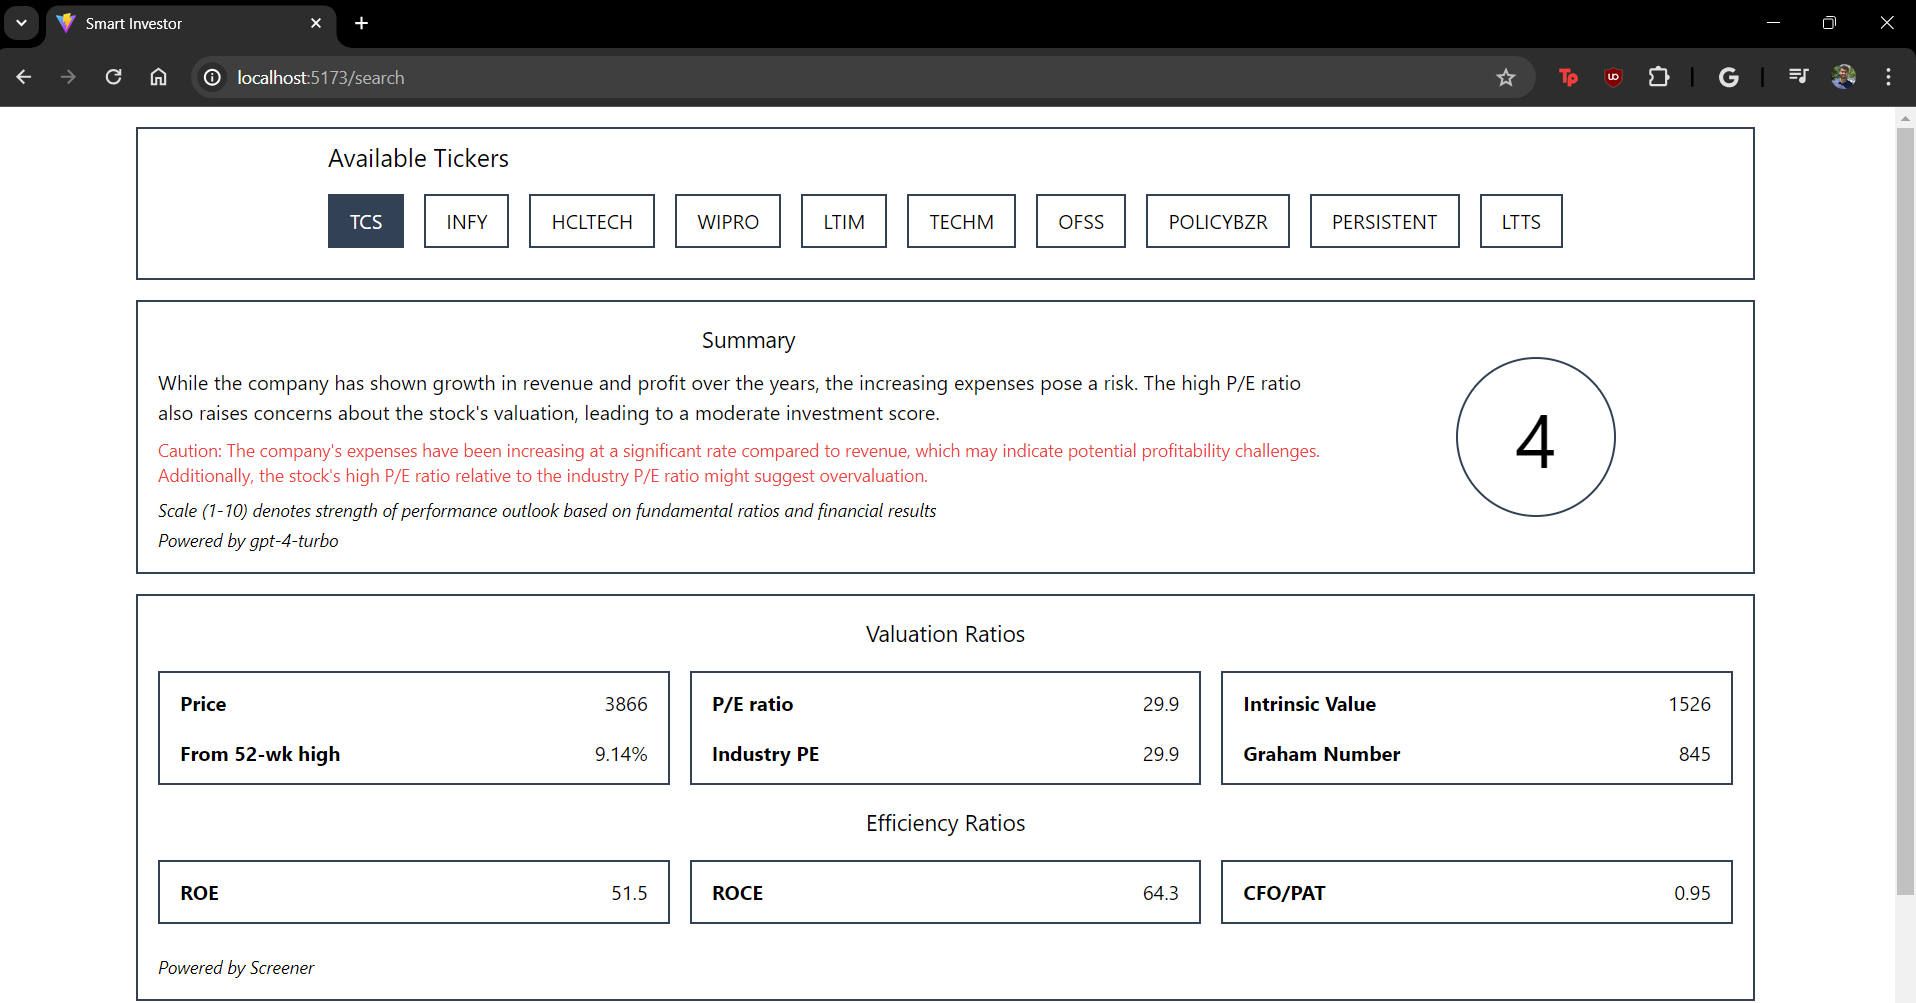 Smart Investor
localhost:5173/search
Available Tickers
TCS INFY HCLTECH WIPRO LTIM TECHM OFSS POLICYBZR PERSISTENT LTTS
Summary
While the company has shown growth in revenue and profit over the years, the increasing expenses pose a risk. The high P/E ratio
also raises concerns about the stock's valuation, leading to a moderate investment score.
Caution: The company's expenses have been increasing at a significant rate compared to revenue, which may indicate potential profitability challenges.
Additionally, the stock's high P/E ratio relative to the industry P/E ratio might suggest overvaluation.
Scale (1-10) denotes strength of performance outlook based on fundamental ratios and financial results
Powered by gpt-4-turbo
4
Valuation Ratios
Price 3866
From 52-wk high 9.14%
P/E ratio 29.9
Industry PE 29.9
Intrinsic Value 1526
Graham Number 845
Efficiency Ratios
ROE 51.5
ROCE 64.3
CFO/PAT 0.95
Powered by Screener